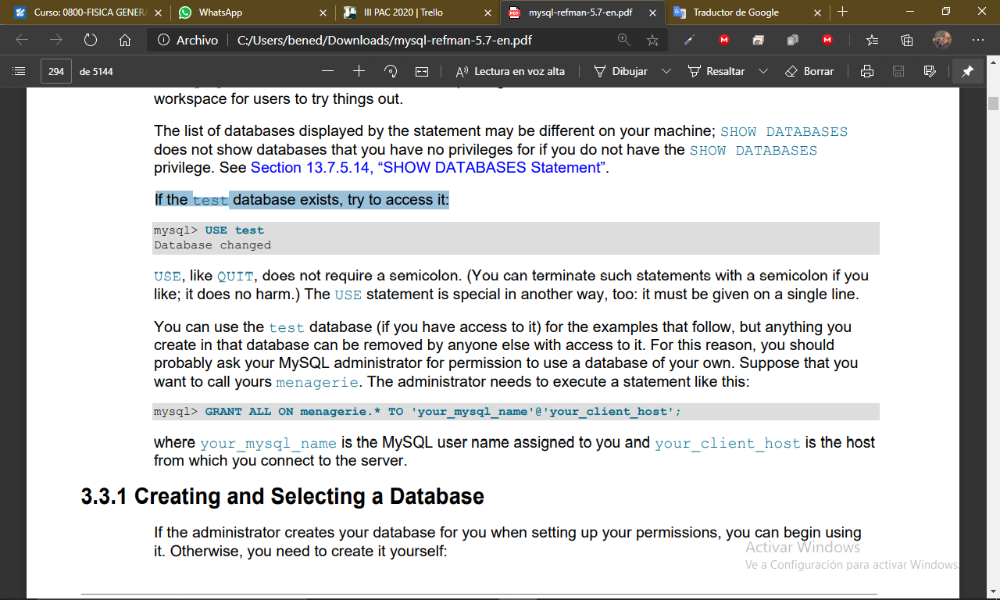 Curso: 0800-FISICA GENER
WhatsApp
III PAC 2020 | Trello
mysql-refman-5.7-en.pdf
Traductor de Google
Archivo
C:/Users/bened/Downloads/mysql-refman-5.7-en.pdf
294
de 5144
Lectura en voz alta
Dibujar
Resaltar
Borrar
workspace for users to try things out.
The list of databases displayed by the statement may be different on your machine; SHOW DATABASES
does not show databases that you have no privileges for if you do not have the SHOW DATABASES
privilege. See Section 13.7.5.14, “SHOW DATABASES Statement”.
If the test database exists, try to access it:
mysql> USE test
Database changed
USE, like QUIT, does not require a semicolon. (You can terminate such statements with a semicolon if you
like; it does no harm.) The USE statement is special in another way, too: it must be given on a single line.
You can use the test database (if you have access to it) for the examples that follow, but anything you
create in that database can be removed by anyone else with access to it. For this reason, you should
probably ask your MySQL administrator for permission to use a database of your own. Suppose that you
want to call yours menagerie. The administrator needs to execute a statement like this:
mysql> GRANT ALL ON menagerie.* TO 'your_mysql_name'@'your_client_host';
where your_mysql_name is the MySQL user name assigned to you and your_client_host is the host
from which you connect to the server.
3.3.1 Creating and Selecting a Database
If the administrator creates your database for you when setting up your permissions, you can begin using
it. Otherwise, you need to create it yourself:
Activar Windows
Ve a Configuración para activar Windows.